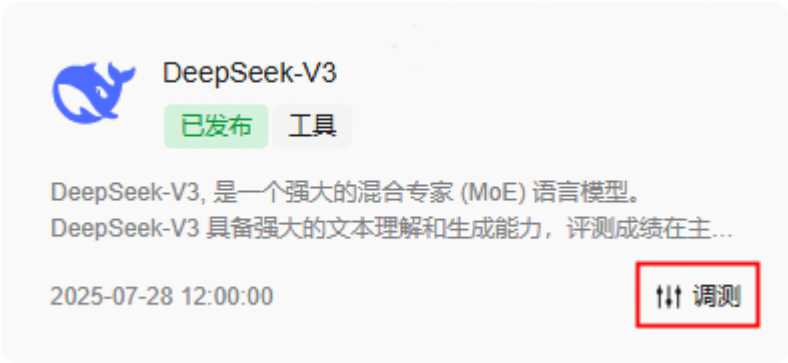 DeepSeek-V3
已发布 工具
DeepSeek-V3, 是一个强大的混合专家 (MoE) 语言模型。
DeepSeek-V3 具备强大的文本理解和生成能力，评测成绩在主...
2025-07-28 12:00:00 调测